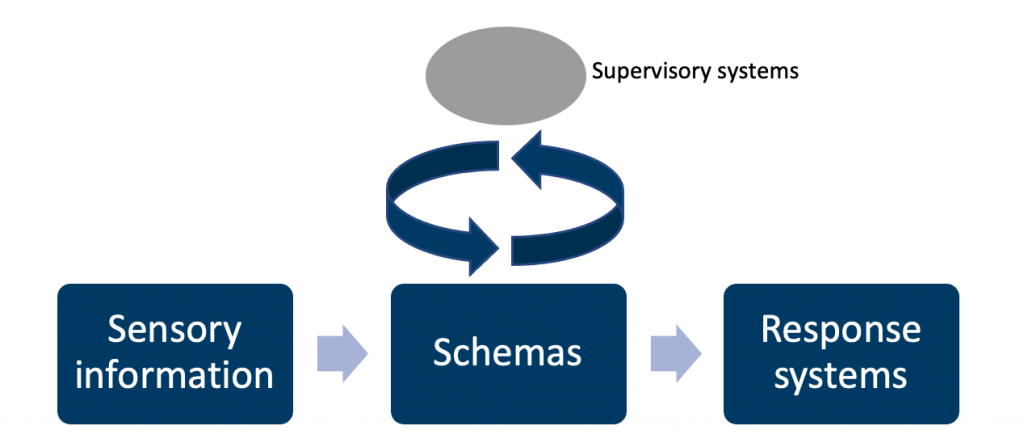 Supervisory systems
Sensory
information
Schemas
Response
systems